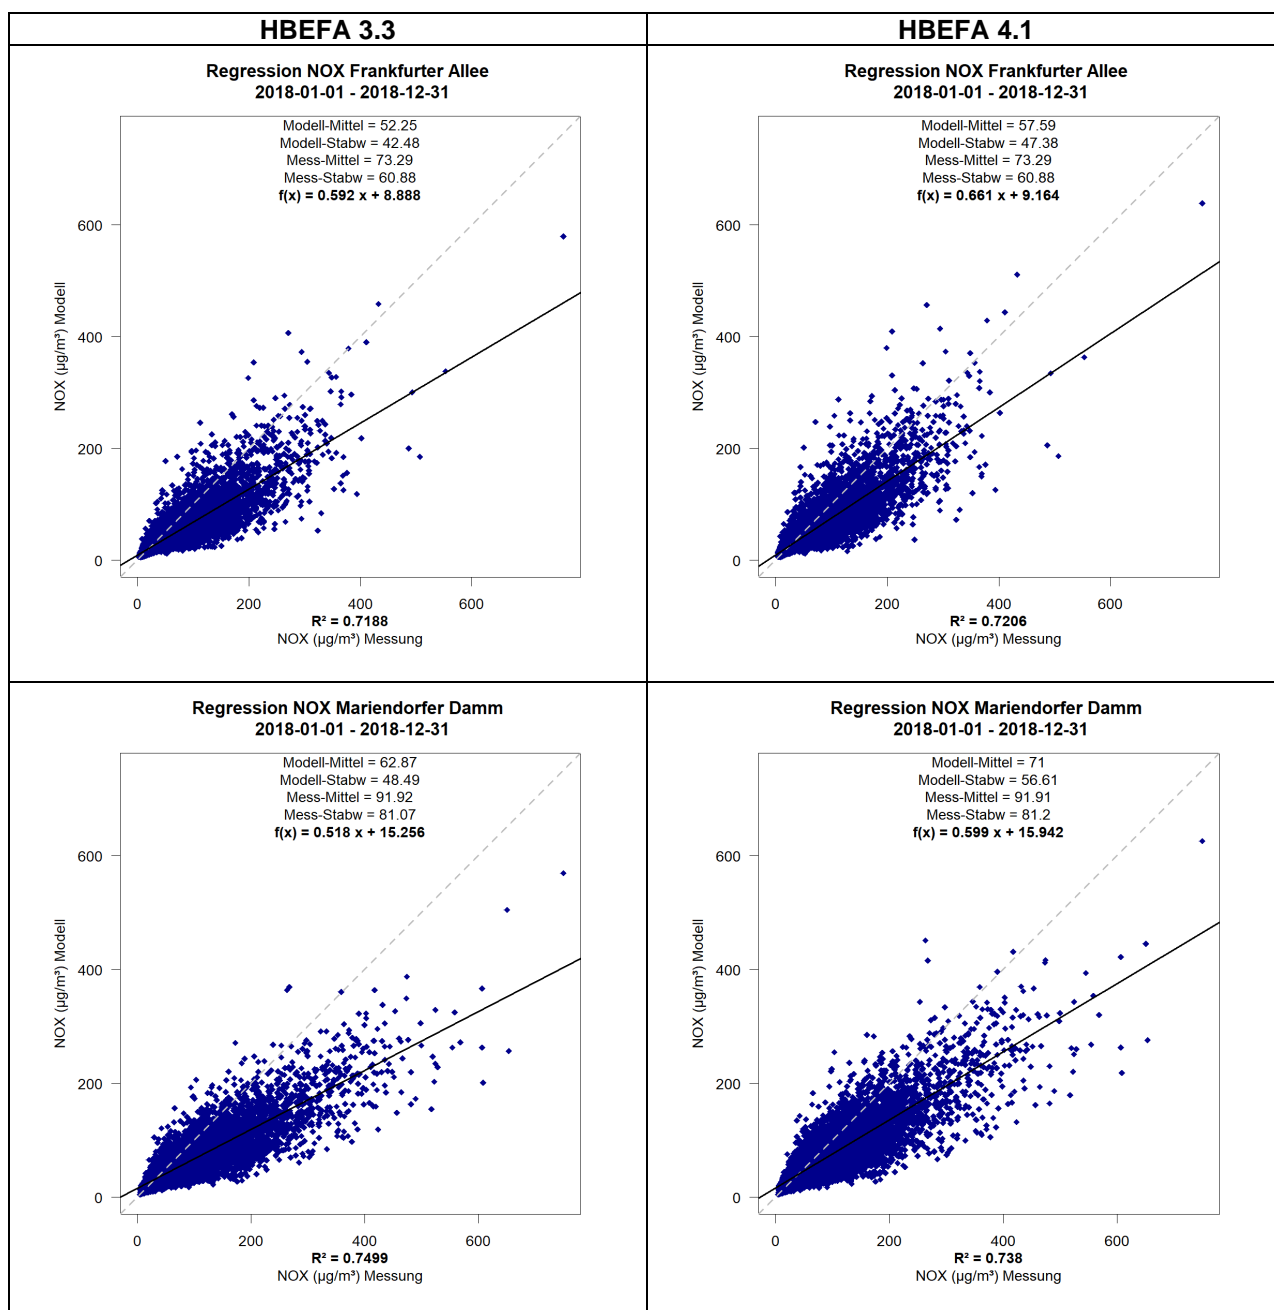 HBEFA 3.3
HBEFA 4.1
Regression NOX Frankfurter Allee
2018-01-01 - 2018-12-31
Modell-Mittel = 52.25
Modell-Stabw = 42.48
Mess-Mittel = 73.29
Mess-Stabw = 60.88
f(x) = 0.592 x + 8.888
600
400
200
0
NOX (µg/m³) Modell
0 200 400 600
R² = 0.7188
NOX (µg/m³) Messung
Regression NOX Frankfurter Allee
2018-01-01 - 2018-12-31
Modell-Mittel = 57.59
Modell-Stabw = 47.38
Mess-Mittel = 73.29
Mess-Stabw = 60.88
f(x) = 0.661 x + 9.164
600
400
200
0
NOX (µg/m³) Modell
0 200 400 600
R² = 0.7206
NOX (µg/m³) Messung
Regression NOX Mariendorfer Damm
2018-01-01 - 2018-12-31
Modell-Mittel = 62.87
Modell-Stabw = 48.49
Mess-Mittel = 91.92
Mess-Stabw = 81.07
f(x) = 0.518 x + 15.256
600
400
200
0
NOX (µg/m³) Modell
0 200 400 600
R² = 0.7499
NOX (µg/m³) Messung
Regression NOX Mariendorfer Damm
2018-01-01 - 2018-12-31
Modell-Mittel = 71
Modell-Stabw = 56.61
Mess-Mittel = 91.91
Mess-Stabw = 81.2
f(x) = 0.599 x + 15.942
600
400
200
0
NOX (µg/m³) Modell
0 200 400 600
R² = 0.738
NOX (µg/m³) Messung